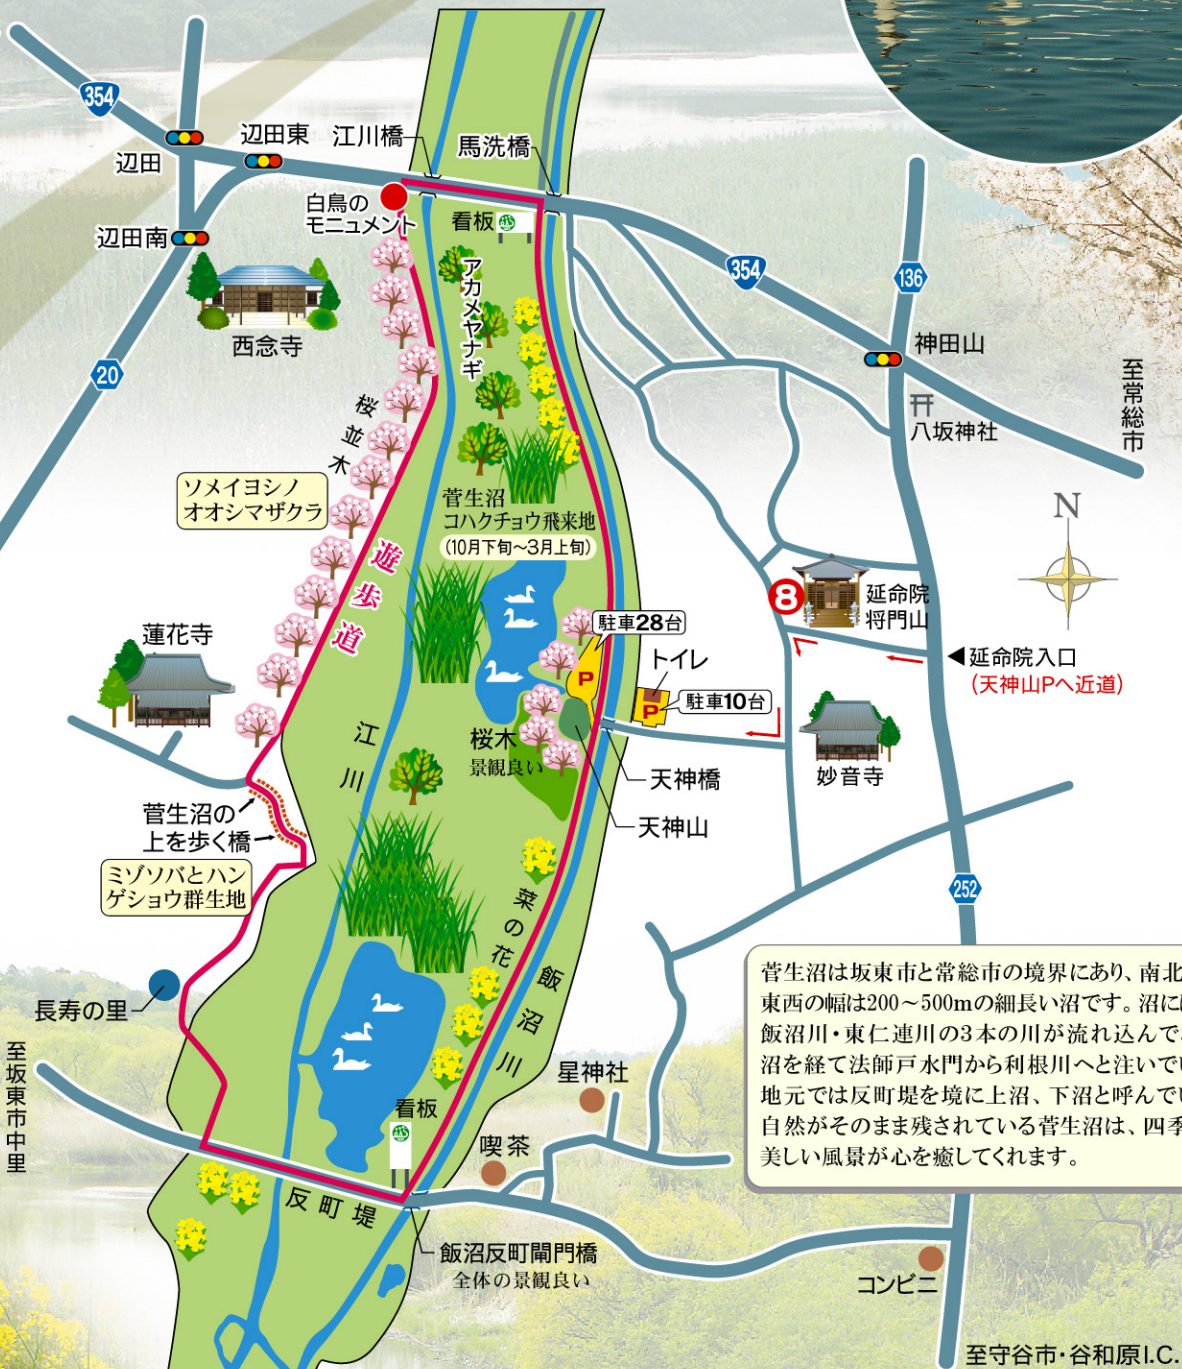 354
辺田
辺田東
江川橋
馬洗橋
白鳥の
モニュメント
看板
辺田南
アカメヤナギ
354
136
西念寺
20
神田山
至常総市
八坂神社
桜並木
ソメイヨシノ
オオシマザクラ
菅生沼
コハクチョウ飛来地
(10月下旬～3月上旬)
N
遊歩道
8
延命院
将門山
蓮花寺
駐車28台
P
トイレ
駐車10台
P
◀延命院入口
(天神山Pへ近道)
江川
桜木
景観良い
天神橋
妙音寺
菅生沼の
上を歩く橋
天神山
ミゾソバとハン
ゲショウ群生地
252
菜の花
飯沼川
長寿の里
菅生沼は坂東市と常総市の境界にあり、南北
東西の幅は200～500mの細長い沼です。沼に
飯沼川・東仁連川の3本の川が流れ込んで
沼を経て法師戸水門から利根川へと注いで
地元では反町堤を境に上沼、下沼と呼んで
自然がそのまま残されている菅生沼は、四季
美しい風景が心を癒してくれます。
至坂東市中里
星神社
看板
喫茶
反町堤
飯沼反町閘門橋
全体の景観良い
コンビニ
至守谷市・谷和原I.C.